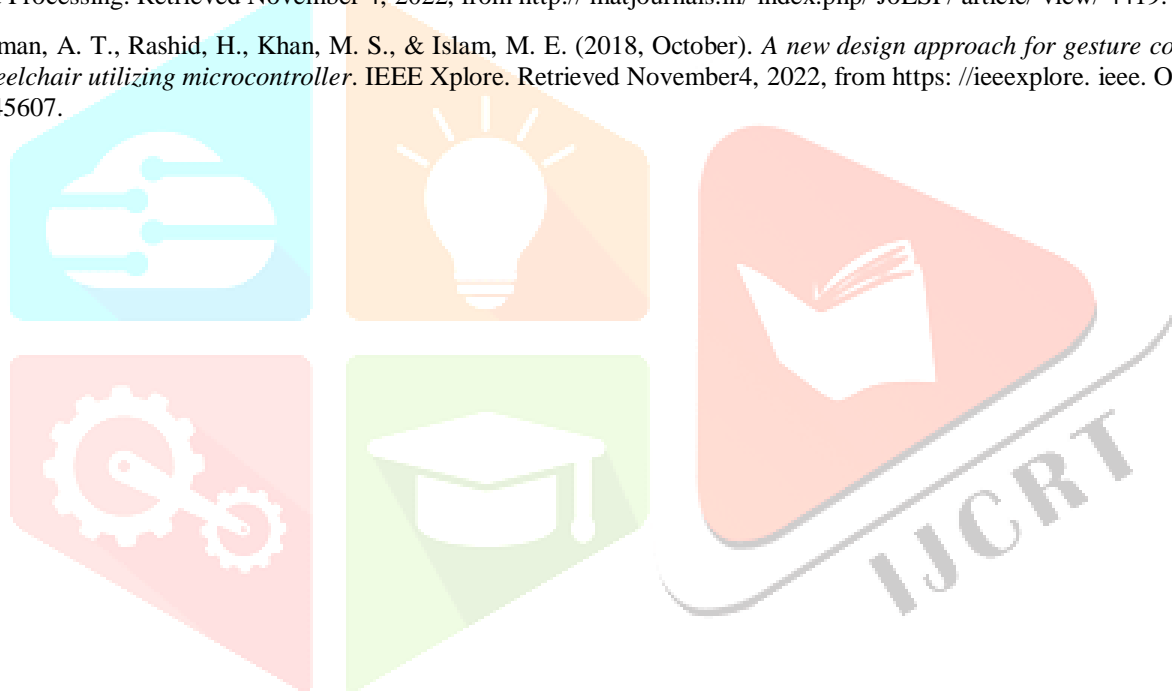 Processing. Retrieved November 4, 2022, from http:// matjournals.in/ index.php/ JoESP/ article/ view/ 4419.
man, A. T., Rashid, H., Khan, M. S., & Islam, M. E. (2018, October). A new design approach for gesture co
eelchair utilizing microcontroller. IEEE Xplore. Retrieved November4, 2022, from https: //ieeexplore. ieee. O
45607.
IJCRT